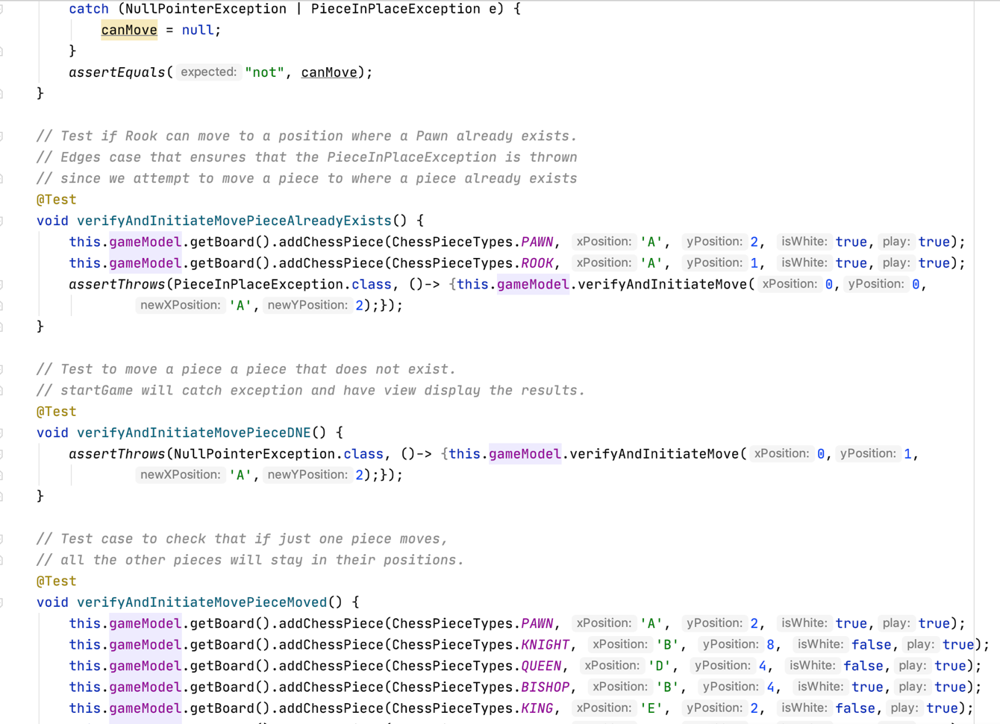 catch (NullPointerException | PieceInPlaceException e) {
canMove = null;
}
assertEquals( expected: "not", canMove);
}
// Test if Rook can move to a position where a Pawn already exists.
// Edges case that ensures that the PieceInPlaceException is thrown
// since we attempt to move a piece to where a piece already exists
@Test
void verifyAndInitiateMovePieceAlreadyExists() {
this.gameModel.getBoard().addChessPiece(ChessPieceTypes.PAWN, xPosition: 'A', yPosition: 2, isWhite: true, play: true);
this.gameModel.getBoard().addChessPiece(ChessPieceTypes.ROOK, xPosition: 'A', yPosition: 1, isWhite: true, play: true);
assertThrows(PieceInPlaceException.class, ()-> {this.gameModel.verifyAndInitiateMove( xPosition: 0, yPosition: 0,
newXPosition: 'A', newYPosition: 2);});
}
// Test to move a piece a piece that does not exist.
// startGame will catch exception and have view display the results.
@Test
void verifyAndInitiateMovePieceDNE() {
assertThrows(NullPointerException.class, ()-> {this.gameModel.verifyAndInitiateMove( xPosition: 0, yPosition: 1,
newXPosition: 'A', newYPosition: 2);});
}
// Test case to check that if just one piece moves,
// all the other pieces will stay in their positions.
@Test
void verifyAndInitiateMovePieceMoved() {
this.gameModel.getBoard().addChessPiece(ChessPieceTypes.PAWN, xPosition: 'A', yPosition: 2, isWhite: true, play: true);
this.gameModel.getBoard().addChessPiece(ChessPieceTypes.KNIGHT, xPosition: 'B', yPosition: 8, isWhite: false, play: true);
this.gameModel.getBoard().addChessPiece(ChessPieceTypes.QUEEN, xPosition: 'D', yPosition: 4, isWhite: false, play: true);
this.gameModel.getBoard().addChessPiece(ChessPieceTypes.BISHOP, xPosition: 'B', yPosition: 4, isWhite: true, play: true);
this.gameModel.getBoard().addChessPiece(ChessPieceTypes.KING, xPosition: 'E', yPosition: 2, isWhite: false, play: true);